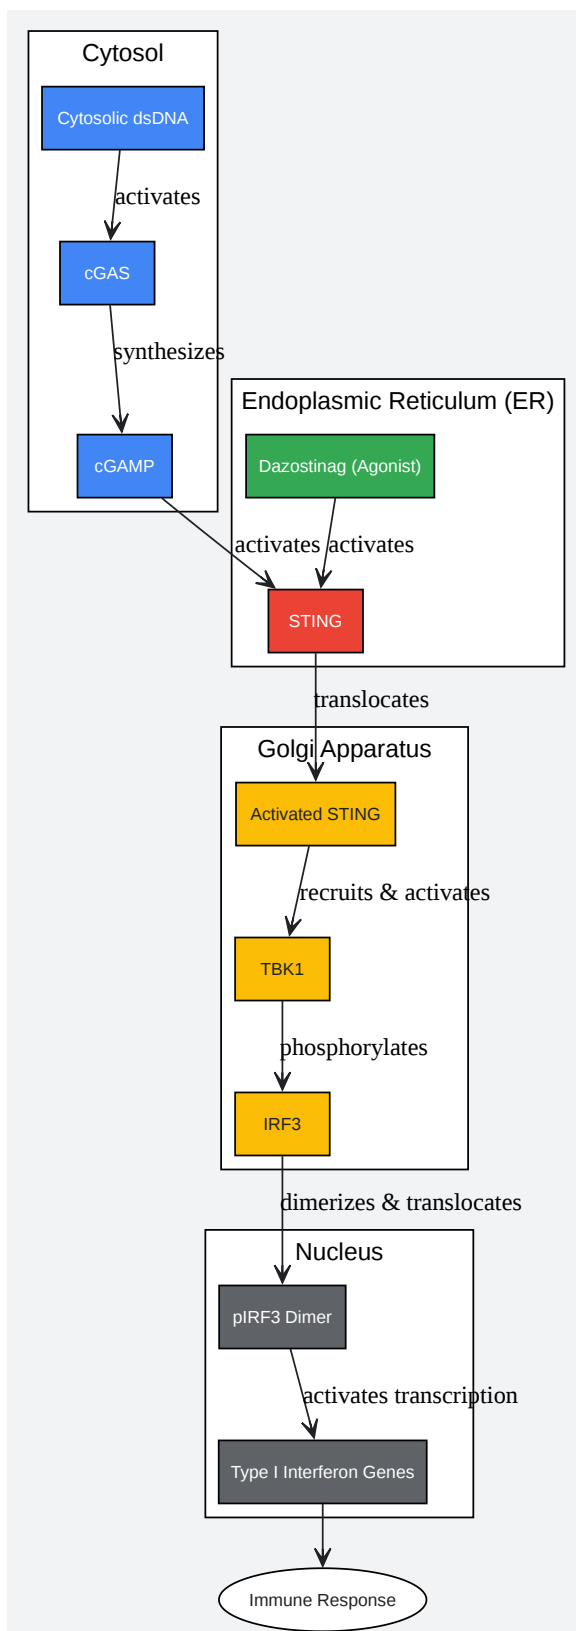 Cytosol
Cytosolic dsDNA
activates
cGAS
synthesizes
cGAMP
Endoplasmic Reticulum (ER)
Dazostinag (Agonist)
activates
activates
STING
translocates
Golgi Apparatus
Activated STING
recruits & activates
TBK1
phosphorylates
IRF3
dimerizes & translocates
Nucleus
pIRF3 Dimer
activates transcription
Type I Interferon Genes
Immune Response